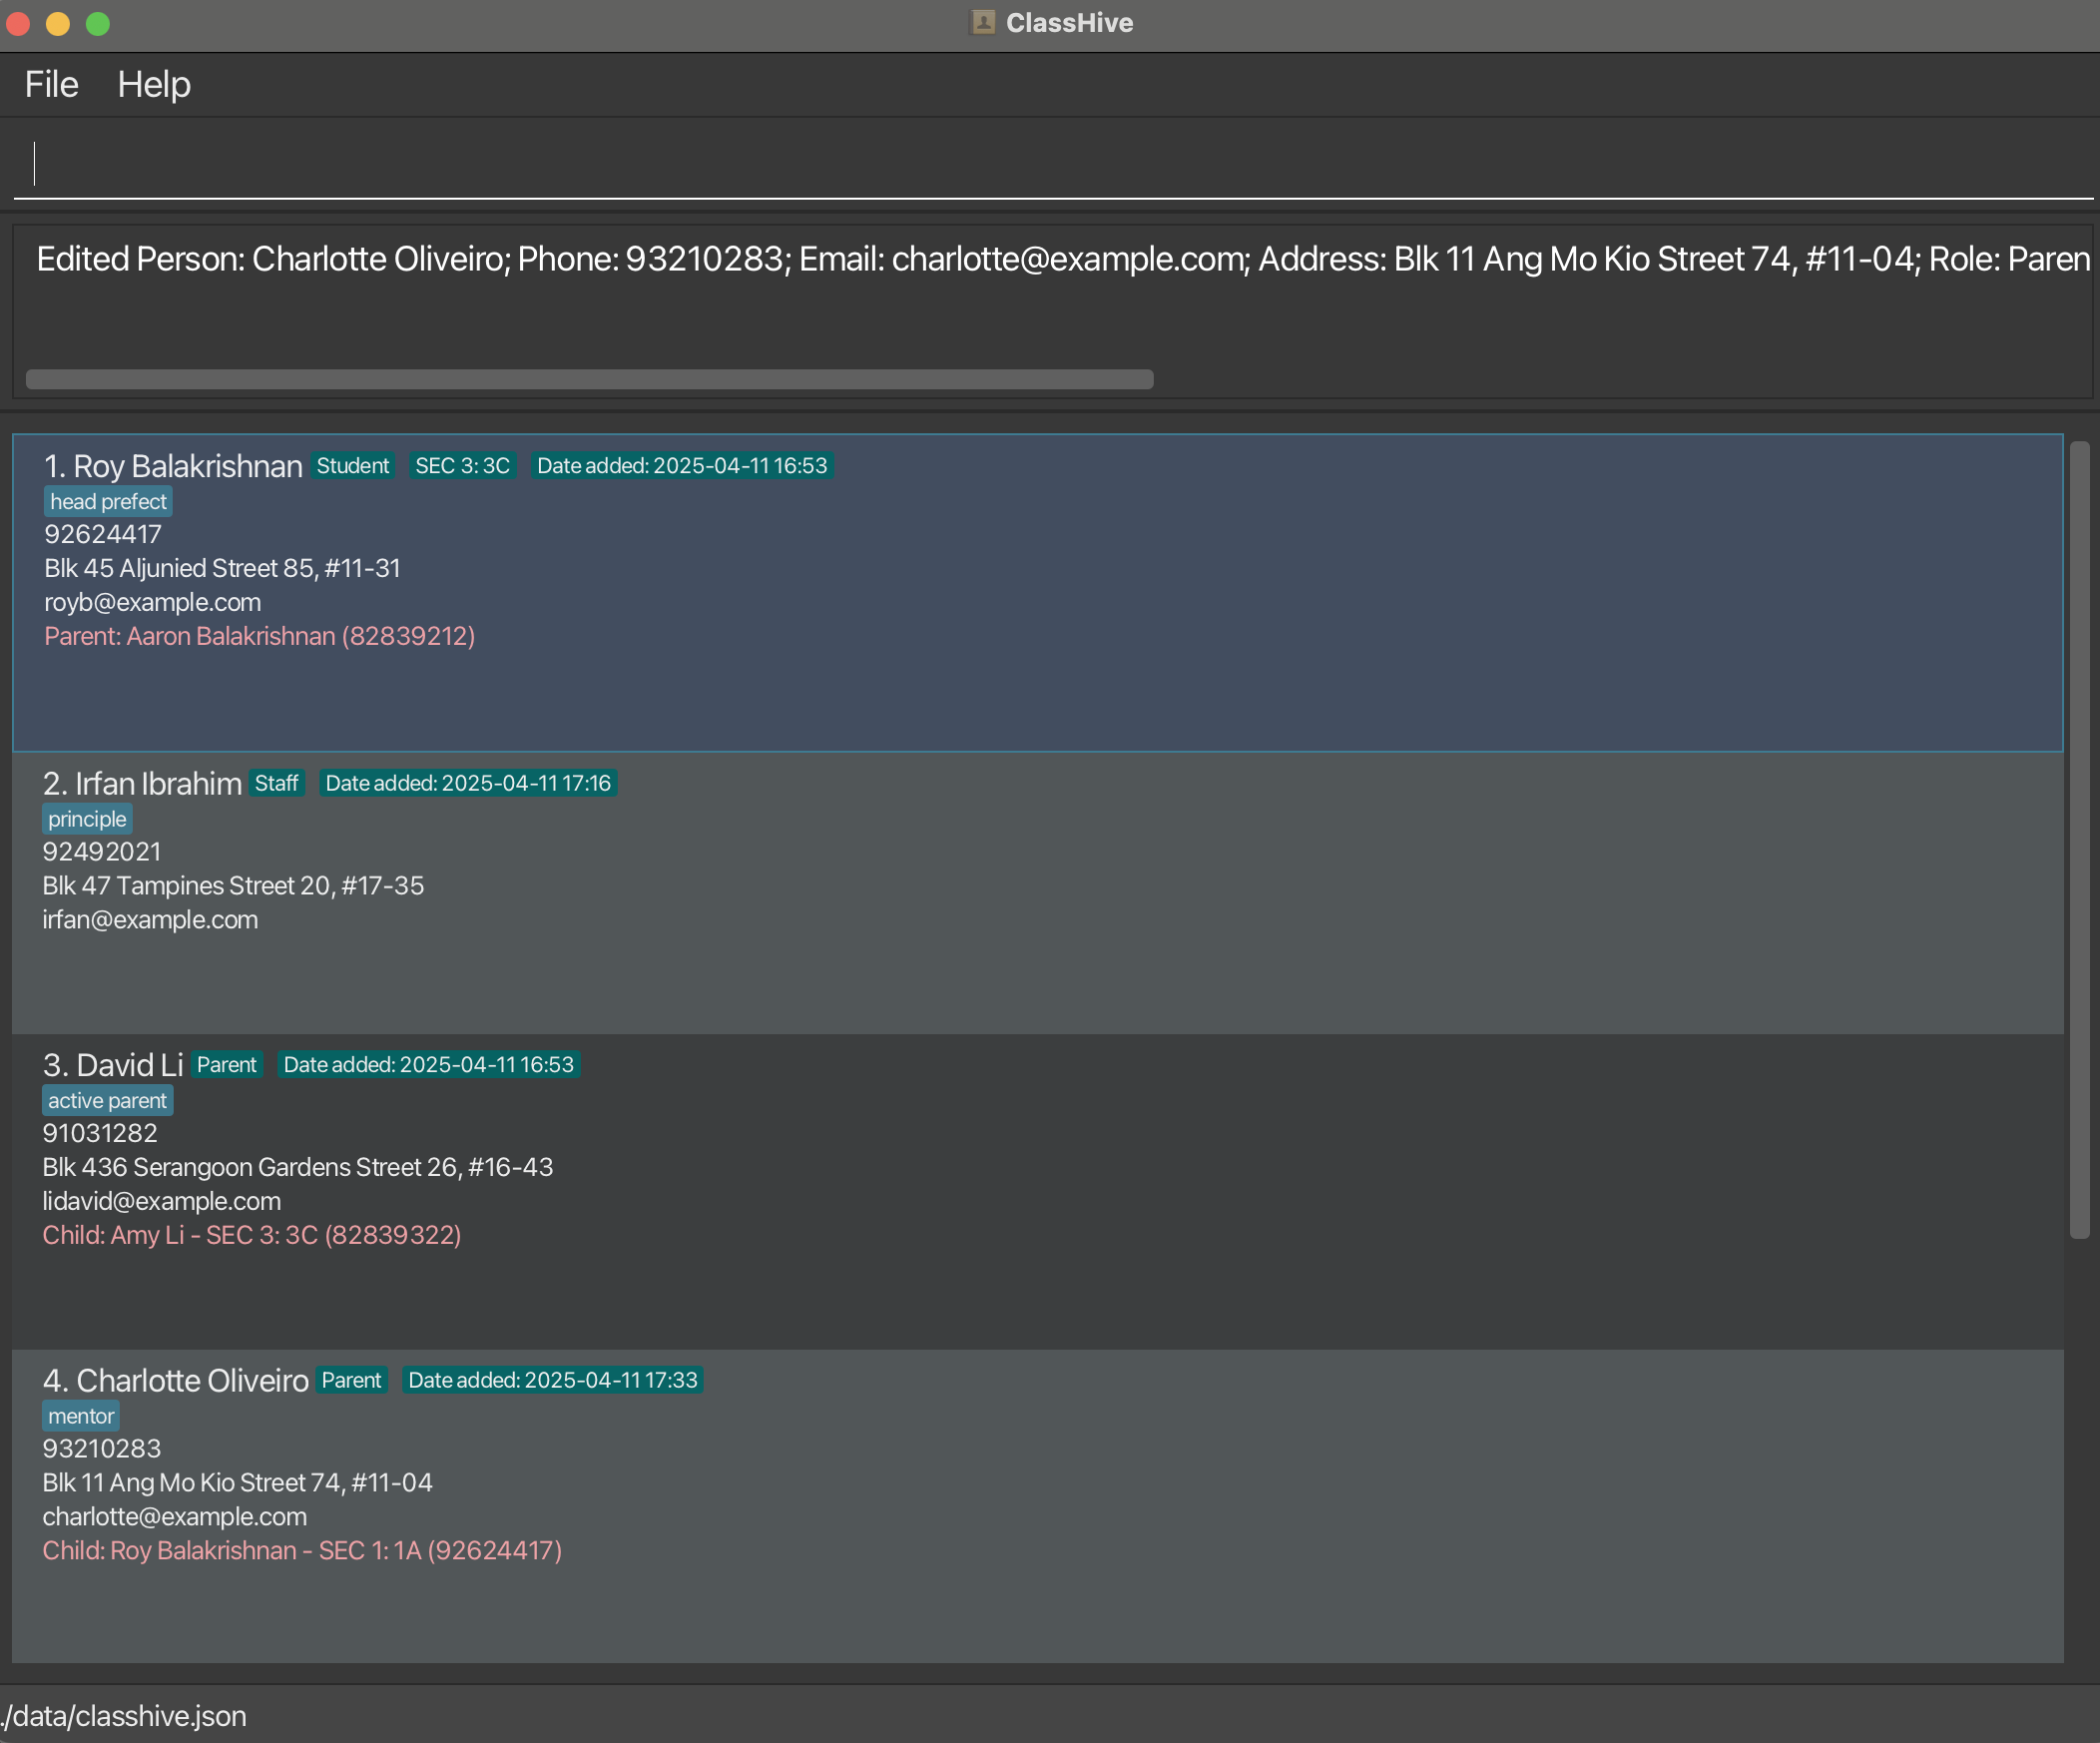 ClassHive
File Help
Edited Person: Charlotte Oliveiro; Phone: 93210283; Email: charlotte@example.com; Address: Blk 11 Ang Mo Kio Street 74, #11-04; Role: Paren
1. Roy Balakrishnan Student SEC 3: 3C Date added: 2025-04-11 16:53
head prefect
92624417
Blk 45 Aljunied Street 85, #11-31
royb@example.com
Parent: Aaron Balakrishnan (82839212)
2. Irfan Ibrahim Staff Date added: 2025-04-11 17:16
principle
92492021
Blk 47 Tampines Street 20, #17-35
irfan@example.com
3. David Li Parent Date added: 2025-04-11 16:53
active parent
91031282
Blk 436 Serangoon Gardens Street 26, #16-43
lidavid@example.com
Child: Amy Li - SEC 3: 3C (82839322)
4. Charlotte Oliveiro Parent Date added: 2025-04-11 17:33
mentor
93210283
Blk 11 Ang Mo Kio Street 74, #11-04
charlotte@example.com
Child: Roy Balakrishnan - SEC 1: 1A (92624417)
./data/classhive.json